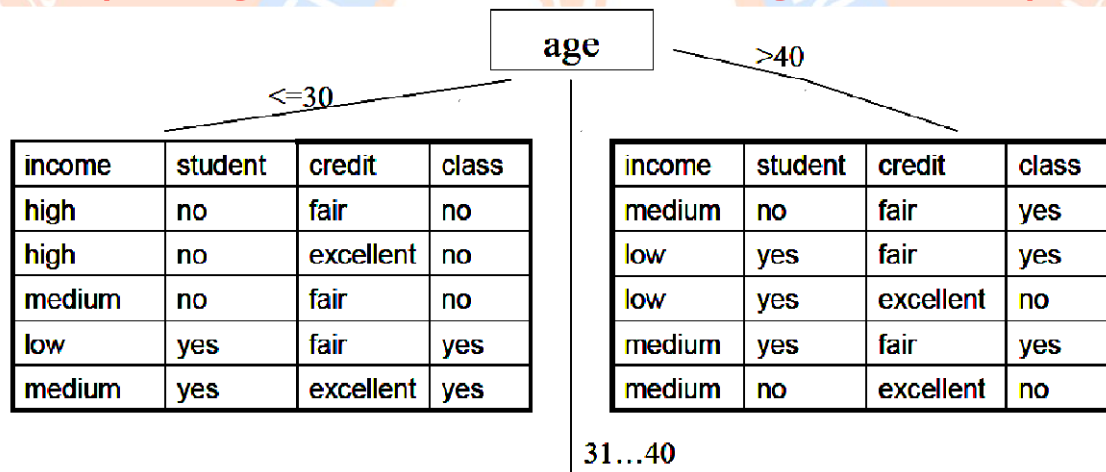 age
<=30
>40
income student credit class
high no fair no
high no excellent no
medium no fair no
low yes fair yes
medium yes excellent yes
income student credit class
medium no fair yes
low yes fair yes
low yes excellent no
medium yes fair yes
medium no excellent no
31...40